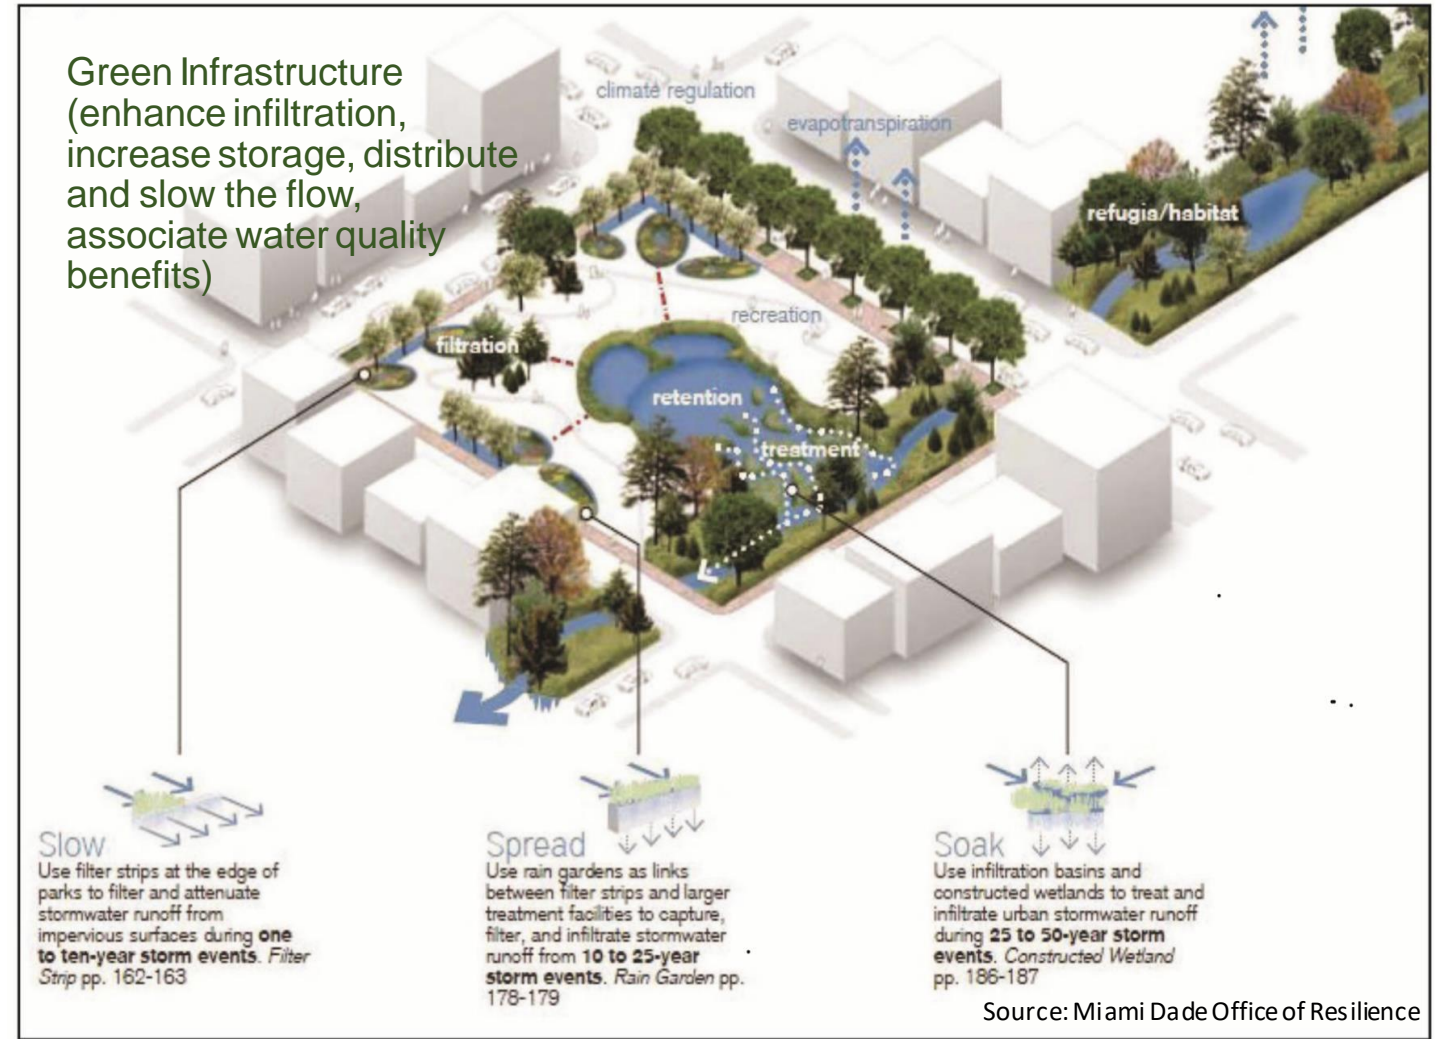 Green Infrastructure
(enhance infiltration,
increase storage, distribute
and slow the flow,
associate water quality
benefits)
climate regulation
evapotranspiration
refugia/habitat
recreation
filtration
retention
treatment
Slow
Use filter strips at the edge of
parks to filter and attenuate
stormwater runoff from
impervious surfaces during one
to ten-year storm events. Filter
Strip pp. 162-163
Spread
Use rain gardens as links
between filter strips and larger
treatment facilities to capture,
filter, and infiltrate stormwater
runoff from 10 to 25-year
storm events. Rain Garden pp.
178-179
Soak
Use infiltration basins and
constructed wetlands to treat and
infiltrate urban stormwater runoff
during 25 to 50-year storm
events. Constructed Wetland
pp. 186-187
Source: Miami Dade Office of Resilience